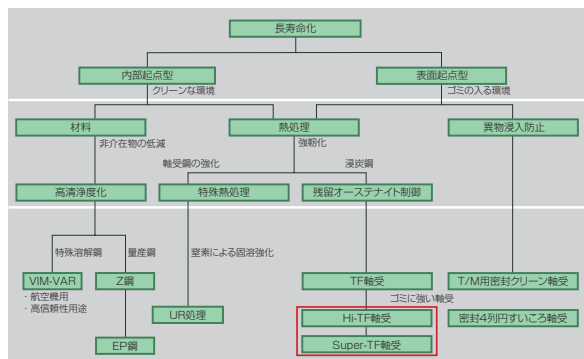 長寿命化
内部起点型
表面起点型
クリーンな環境
ゴミの入る環境
材料
熱処理
異物浸入防止
非介在物の低減
強靭化
軸受鋼の強化
浸炭鋼
高清浄度化
特殊熱処理
残留オーステナイト制御
特殊溶解鋼
量産鋼
窒素による固溶強化
VIM-VAR
Z鋼
TF軸受
T/M用密封クリーン軸受
・航空機用
・高信頼性用途
ゴミに強い軸受
UR処理
Hi-TF軸受
密封4列円すいころ軸受
EP鋼
Super-TF軸受